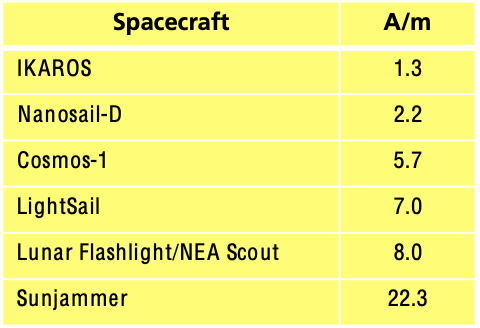 Spacecraft A/m
IKAROS 1.3
Nanosail-D 2.2
Cosmos-1 5.7
LightSail 7.0
Lunar Flashlight/NEA Scout 8.0
Sunjammer 22.3